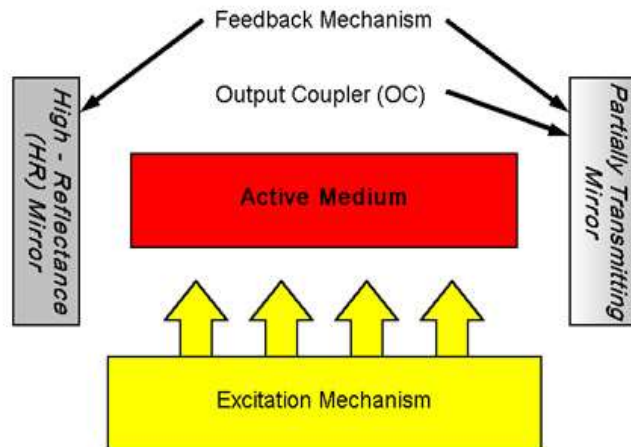 Feedback Mechanism
Output Coupler (OC)
High - Reflectance
(HR) Mirror
Partially Transmitting
Mirror
Active Medium
Excitation Mechanism